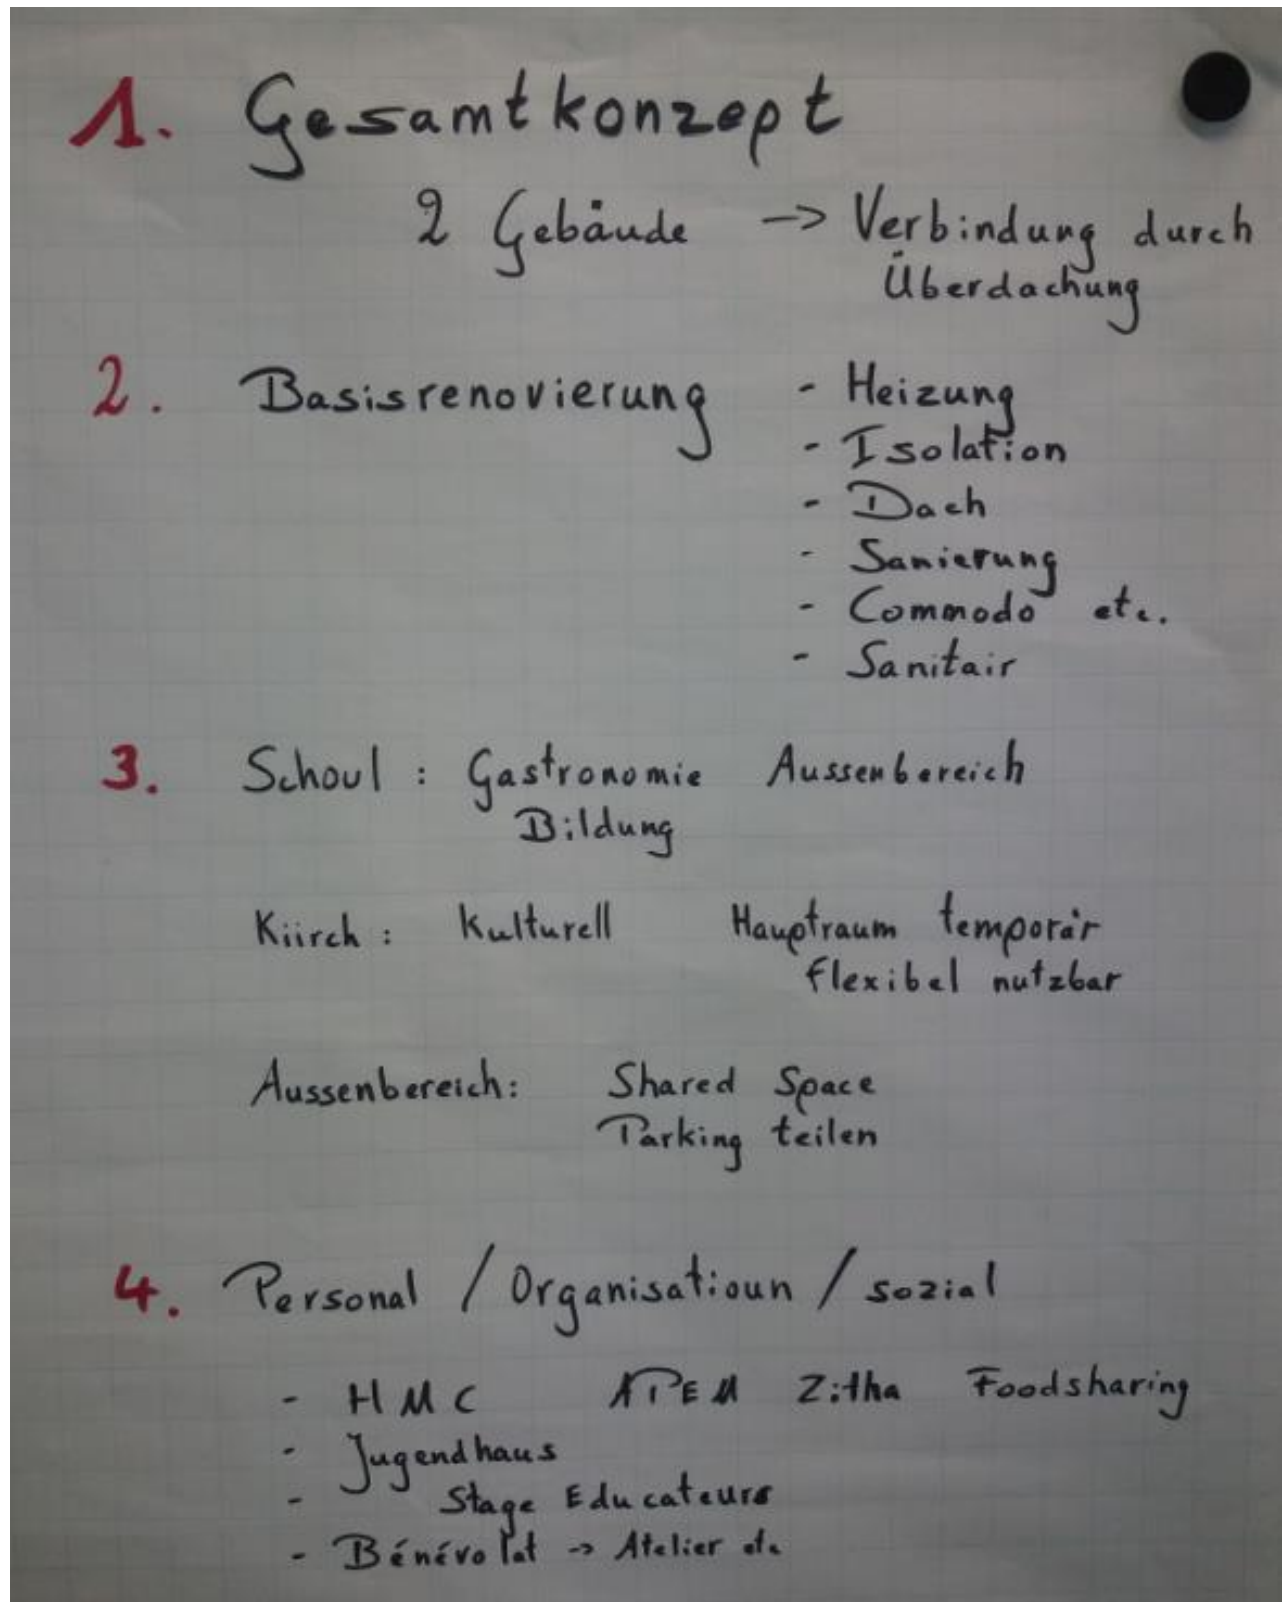 1. Gesamtkonzept
2 Gebäude -> Verbindung durch
Überdachung
2. Basisrenovierung - Heizung
- Isolation
- Dach
- Sanierung
- Commodo etc.
- Sanitair
3. Schoul : Gastronomie Aussenbereich
Bildung
Kiirch : Kulturell Hauptraum temporär
flexibel nutzbar
Aussenbereich: Shared Space
Parking teilen
4. Personal / Organisatioun / sozial
- HMC APEM Zitha Foodsharing
- Jugendhaus
- Stage Educateurs
- Bénévolat -> Atelier etc